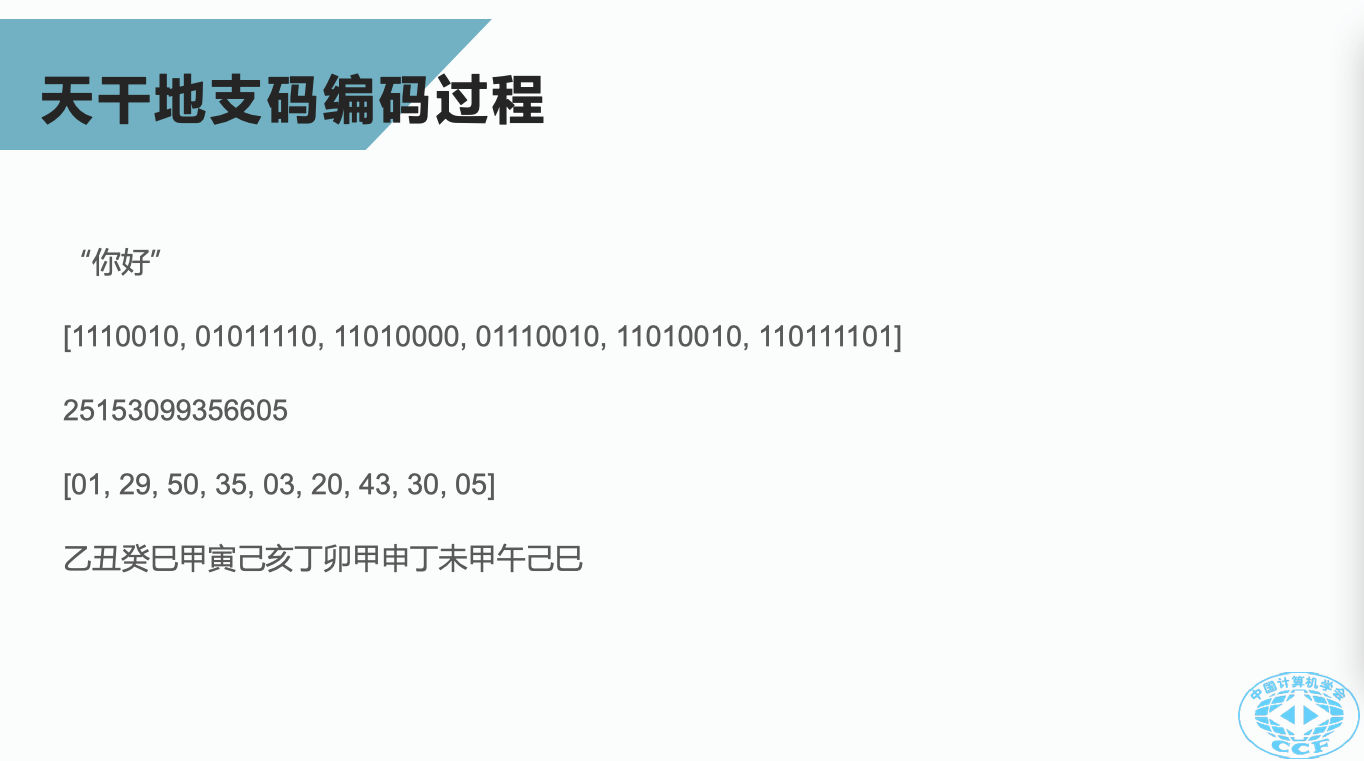 天干地支码编码过程
“你好”
[1110010, 01011110, 11010000, 01110010, 11010010, 110111101]
25153099356605
[01, 29, 50, 35, 03, 20, 43, 30, 05]
乙丑癸巳甲寅己亥丁卯甲申丁未甲午己巳
中国计算机学会
CCF